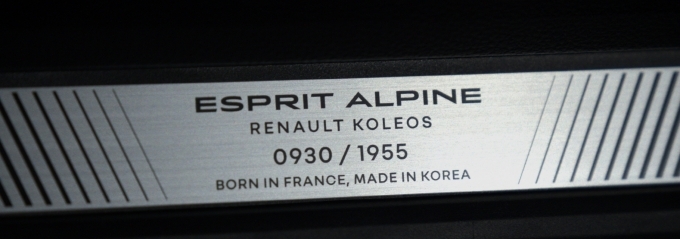 ESPRIT ALPINE
RENAULT KOLEOS
0930 / 1955
BORN IN FRANCE, MADE IN KOREA